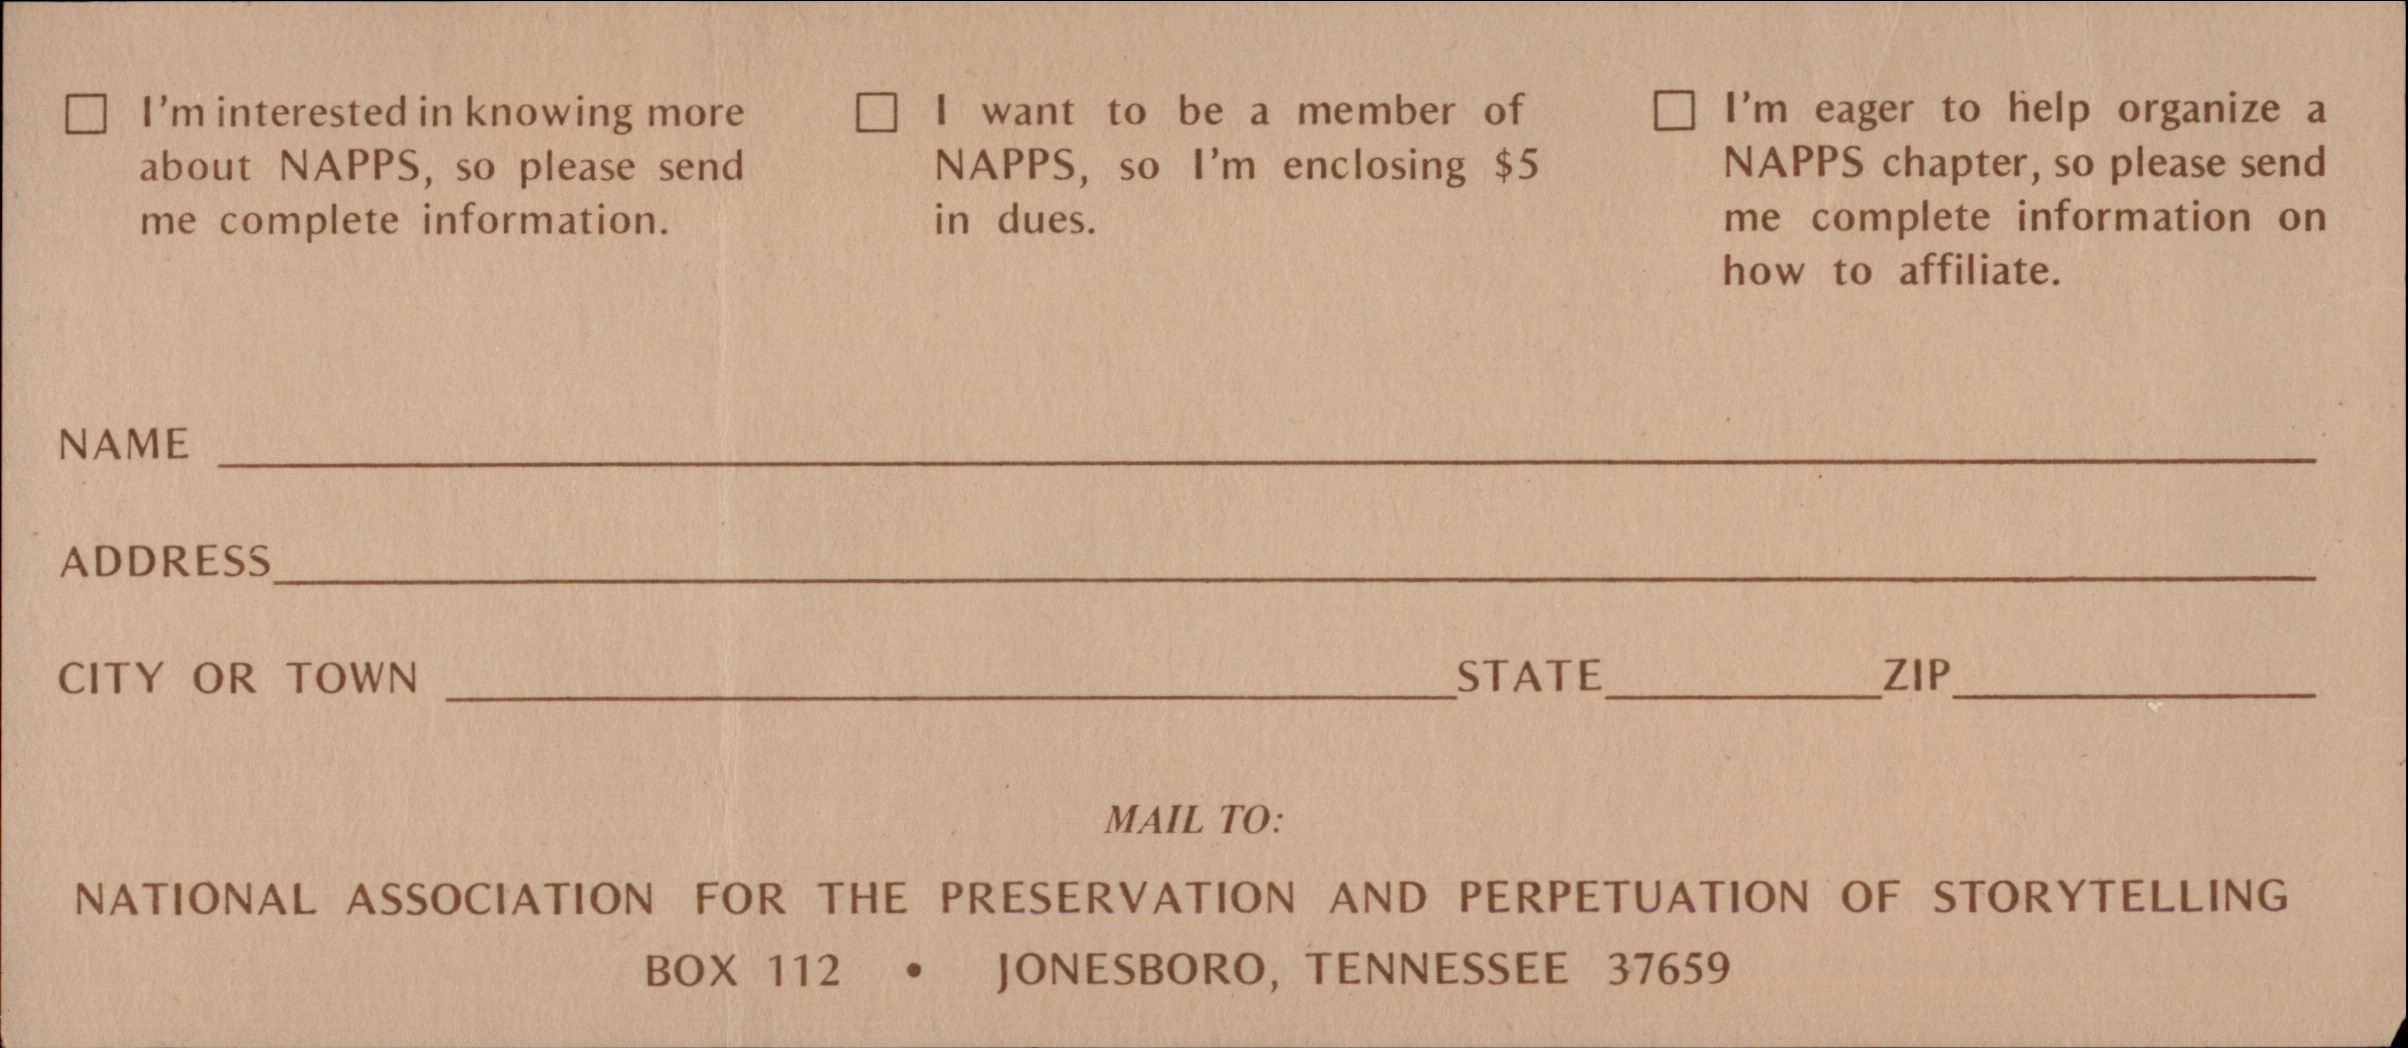 ☐ I'm interested in knowing more
about NAPPS, so please send
me complete information.
☐ I want to be a member of
NAPPS, so I'm enclosing $5
in dues.
☐ I'm eager to help organize a
NAPPS chapter, so please send
me complete information on
how to affiliate.
NAME
ADDRESS
CITY OR TOWN STATE ZIP
MAIL TO:
NATIONAL ASSOCIATION FOR THE PRESERVATION AND PERPETUATION OF STORYTELLING
BOX 112 • JONESBORO, TENNESSEE 37659